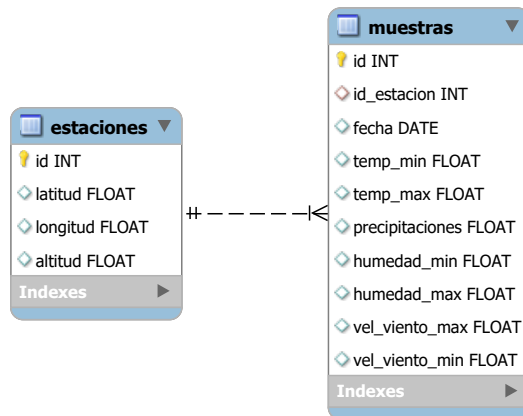 estaciones
id INT
latitud FLOAT
longitud FLOAT
altitud FLOAT
Indexes
muestras
id INT
id_estacion INT
fecha DATE
temp_min FLOAT
temp_max FLOAT
precipitaciones FLOAT
humedad_min FLOAT
humedad_max FLOAT
vel_viento_max FLOAT
vel_viento_min FLOAT
Indexes